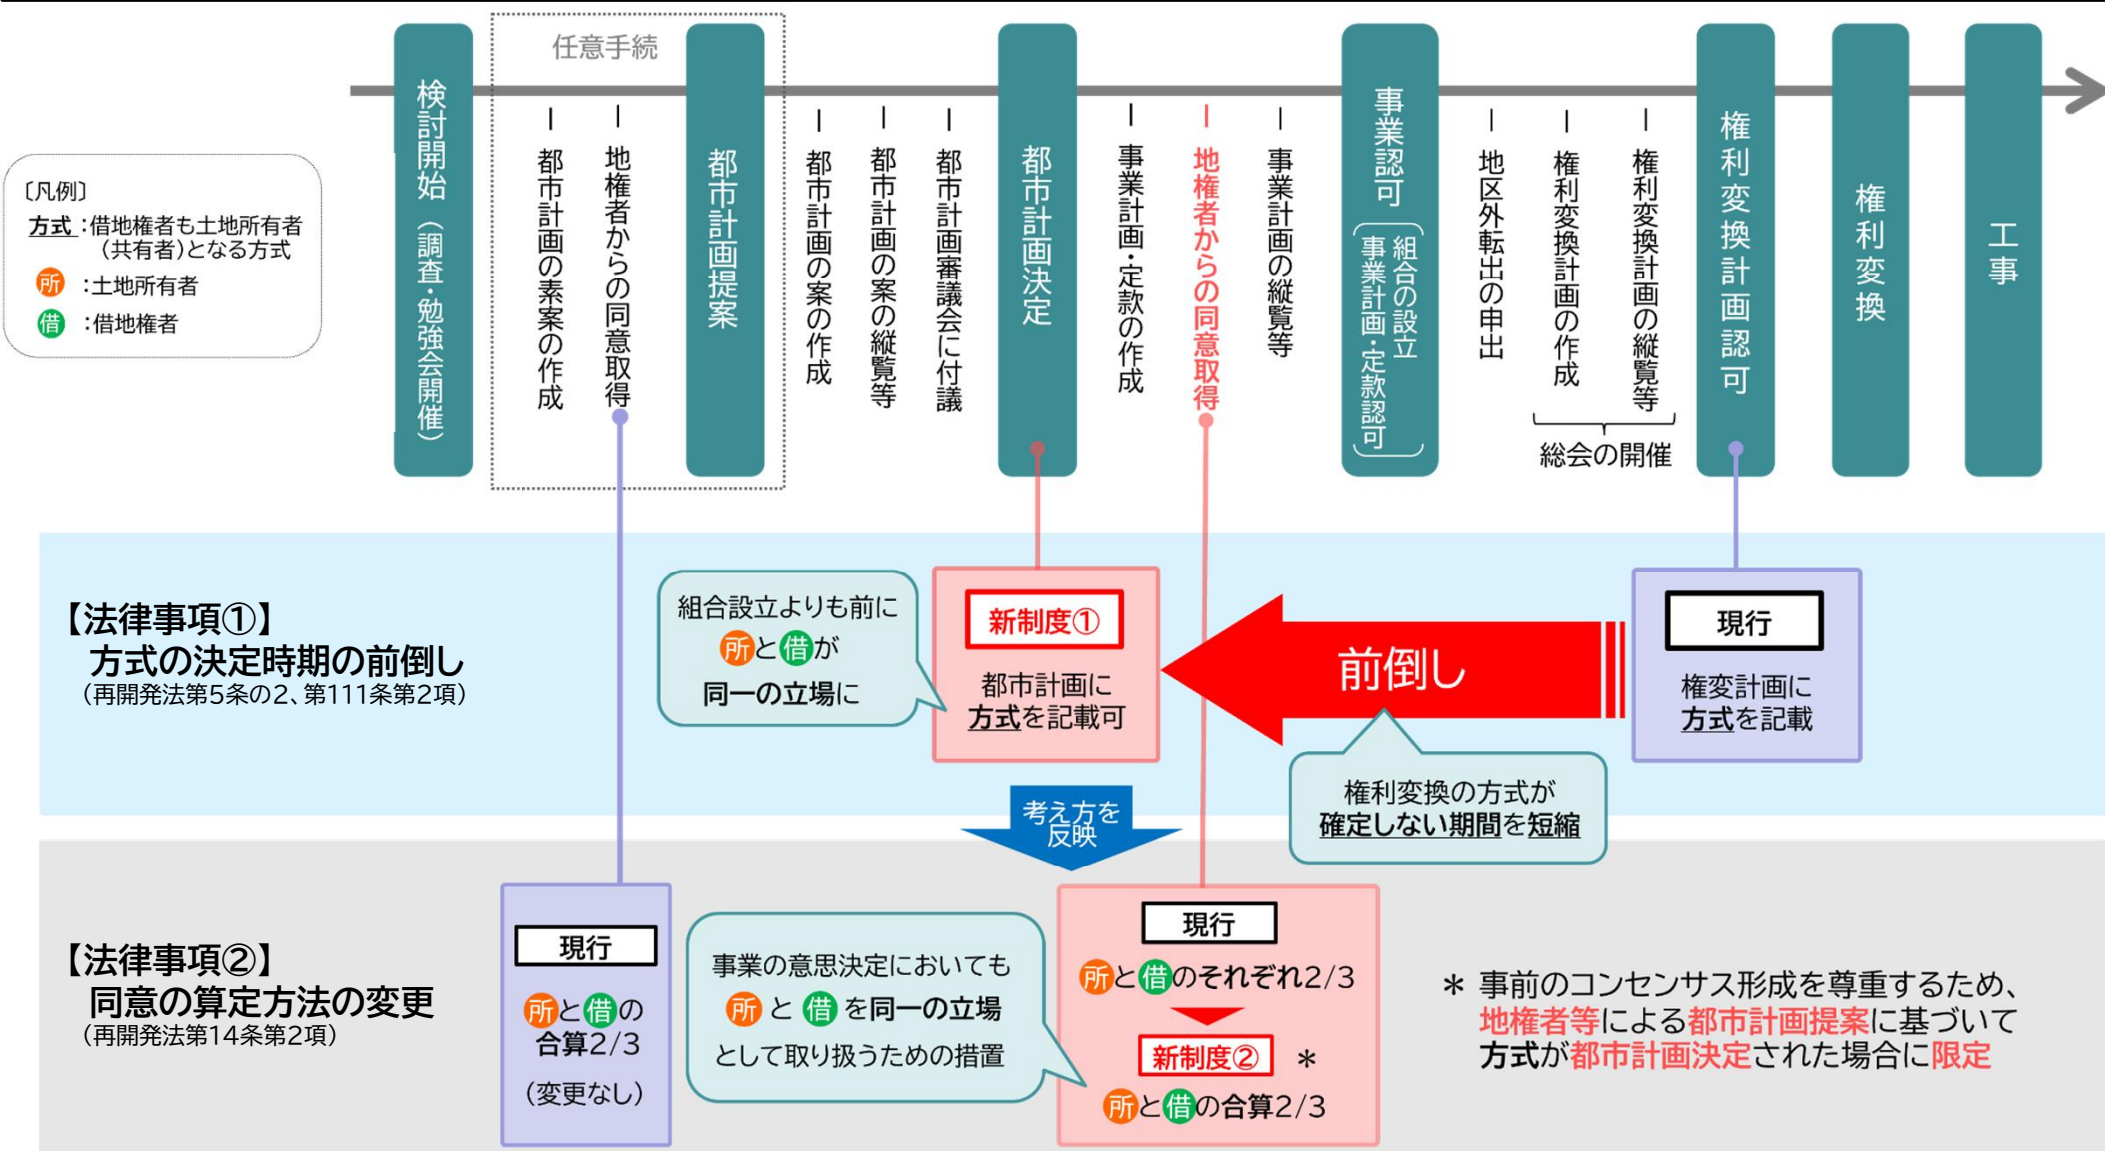 任意手続
検討開始（調査・勉強会開催）
都市計画の素案の作成
地権者からの同意取得
都市計画提案
都市計画の案の作成
都市計画の案の縦覧等
都市計画審議会に付議
都市計画決定
事業計画・定款の作成
地権者からの同意取得
事業計画の縦覧等
事業認可
組合の設立
事業計画・定款認可
地区外転出の申出
権利変換計画の作成
権利変換計画の縦覧等
総会の開催
権利変換計画認可
権利変換
工事
〔凡例〕
方式：借地権者も土地所有者
（共有者）となる方式
所：土地所有者
借：借地権者
【法律事項①】
方式の決定時期の前倒し
（再開発法第5条の2、第111条第2項）
組合設立よりも前に
所と借が
同一の立場に
新制度①
都市計画に
方式を記載可
前倒し
現行
権変計画に
方式を記載
権利変換の方式が
確定しない期間を短縮
考え方を
反映
【法律事項②】
同意の算定方法の変更
（再開発法第14条第2項）
現行
所と借の
合算2/3
（変更なし）
事業の意思決定においても
所と借を同一の立場
として取り扱うための措置
現行
所と借のそれぞれ2/3
新制度② ＊
所と借の合算2/3
＊ 事前のコンセンサス形成を尊重するため、
地権者等による都市計画提案に基づいて
方式が都市計画決定された場合に限定